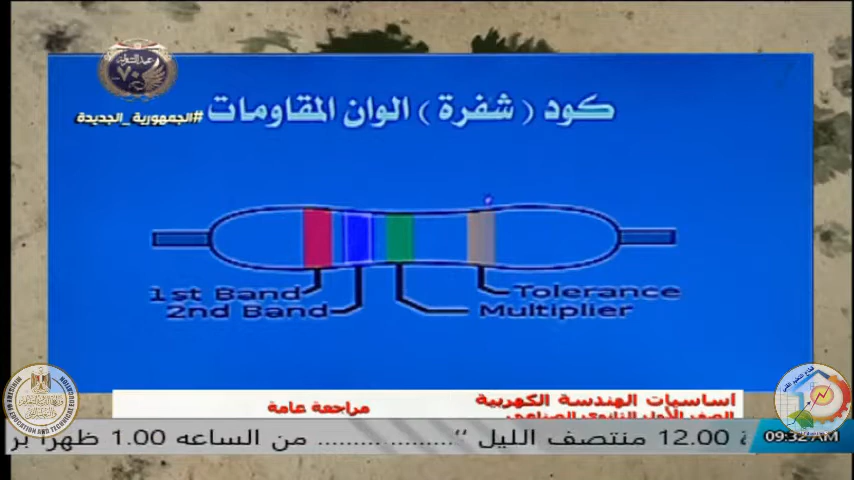 كود ( شفرة ) الوان المقاومات
#الجمهورية_الجديدة
1st Band
2nd Band
Tolerance
Multiplier
اساسيات الهندسة الكهربية
مراجعة عامة
12.00 منتصف الليل “.................... من الساعه 1.00 ظهرا
09:32 AM